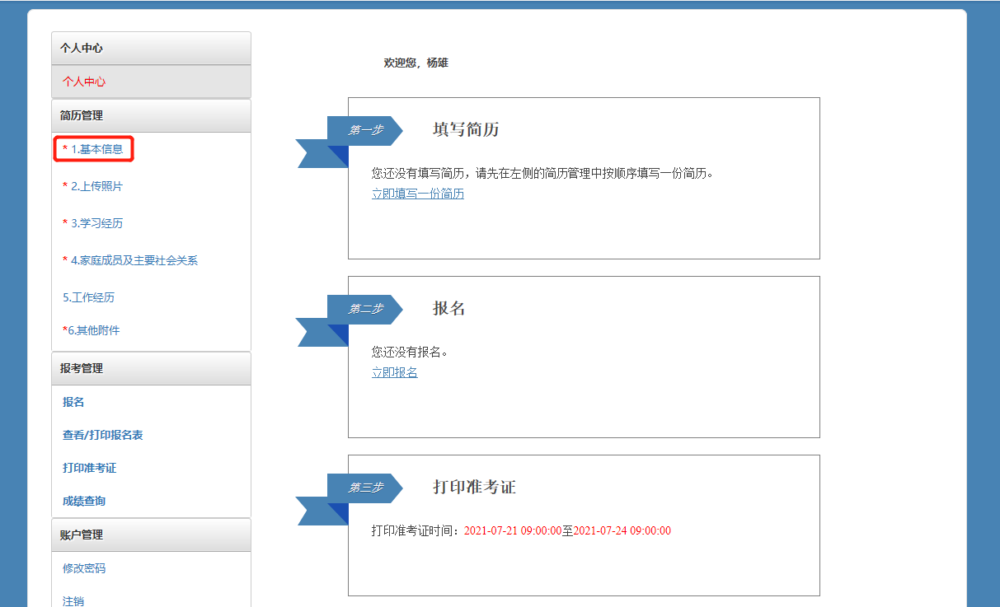 个人中心
个人中心
简历管理
* 1.基本信息
* 2.上传照片
* 3.学习经历
* 4.家庭成员及主要社会关系
5.工作经历
*6.其他附件
报考管理
报名
查看/打印报名表
打印准考证
成绩查询
账户管理
修改密码
注销
欢迎您，杨雄
第一步
填写简历
您还没有填写简历，请先在左侧的简历管理中按顺序填写一份简历。
立即填写一份简历
第二步
报名
您还没有报名。
立即报名
第三步
打印准考证
打印准考证时间：2021-07-21 09:00:00至2021-07-24 09:00:00